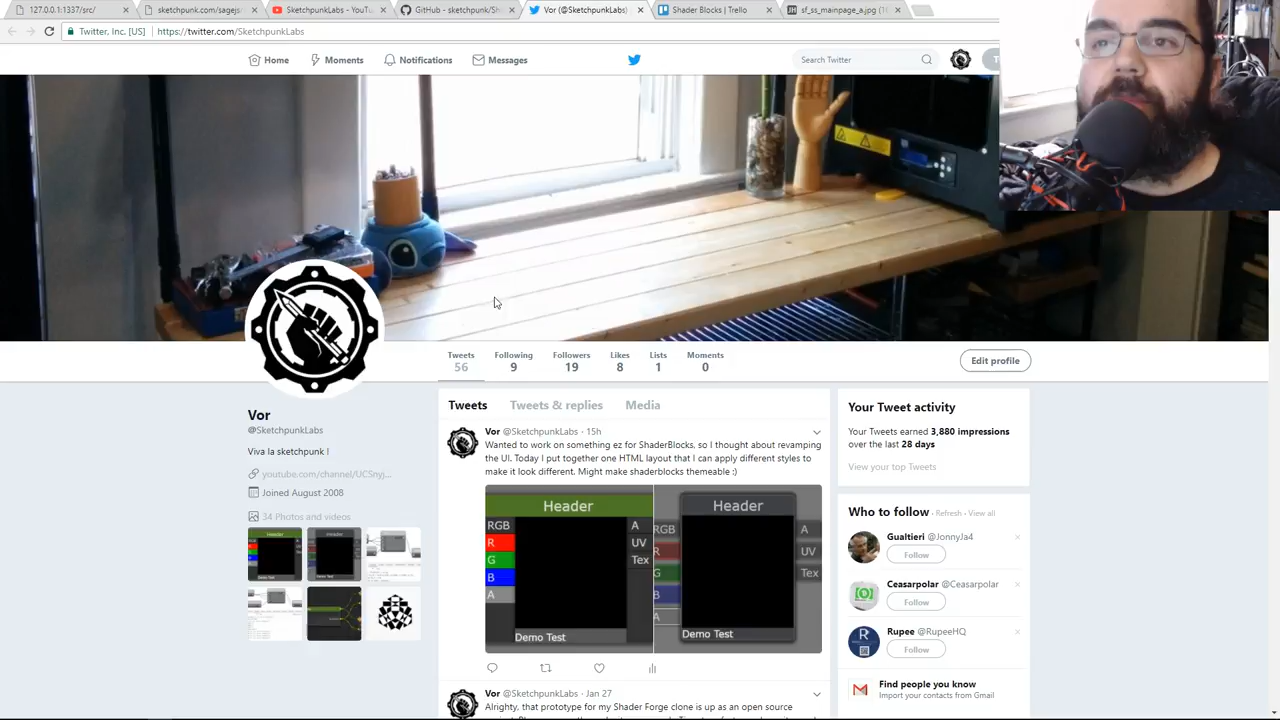 127.0.0.1:1337/src/
sketchpunk.com/sagejs
SketchpunkLabs - YouTu
GitHub - sketchpunk/Sh
Vor (@SketchpunkLabs)
Shader Blocks | Trello
sf_ss_mainpage_a.jpg (10
Twitter, Inc. [US]
https://twitter.com/SketchpunkLabs
Home
Moments
Notifications
Messages
Search Twitter
Tweets
56
Following
9
Followers
19
Likes
8
Lists
1
Moments
0
Edit profile
Vor
@SketchpunkLabs
Viva la sketchpunk !
youtube.com/channel/UCSnyj...
Joined August 2008
34 Photos and videos
Tweets
Tweets & replies
Media
Vor @SketchpunkLabs · 15h
Wanted to work on something ez for ShaderBlocks, so I thought about revamping
the UI. Today I put together one HTML layout that I can apply different styles to
make it look different. Might make shaderblocks themeable :)
Header
RGB
R
G
B
A
A
UV
Tex
Demo Test
Header
RGB
R
G
B
A
A
UV
Tex
Demo Test
Vor @SketchpunkLabs · Jan 27
Alrighty, that prototype for my Shader Forge clone is up as an open source
Your Tweet activity
Your Tweets earned 3,880 impressions
over the last 28 days
View your top Tweets
Who to follow · Refresh · View all
Gualtieri @JonnyJa4
Follow
Ceasarpolar @Ceasarpolar
Follow
Rupee @RupeeHQ
Follow
Find people you know
Import your contacts from Gmail